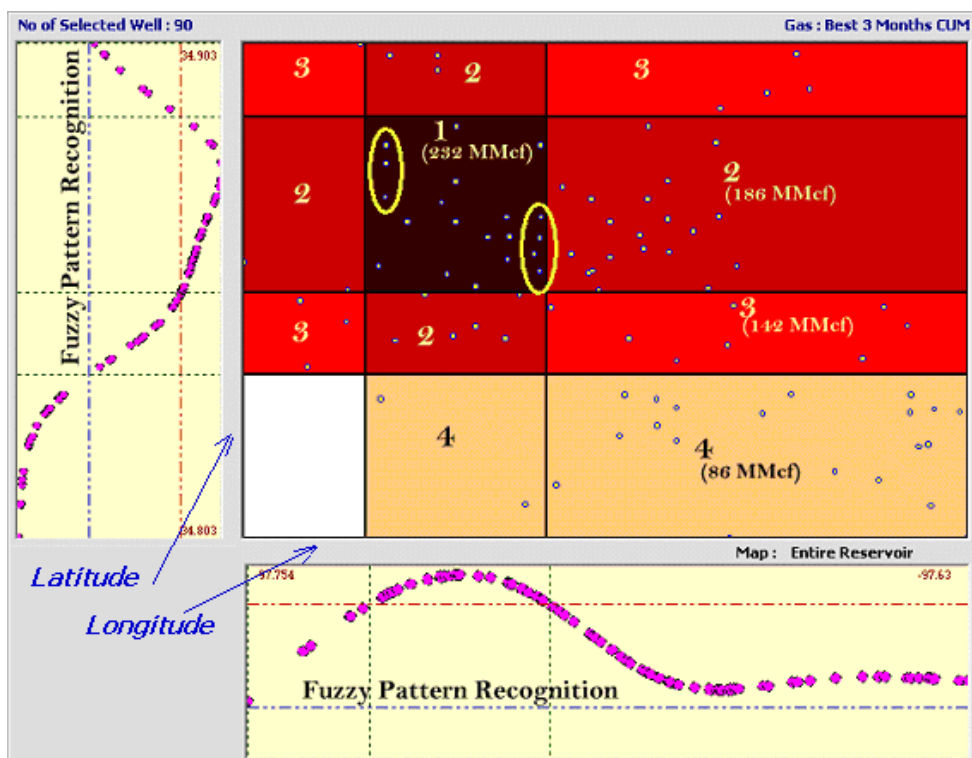 No of Selected Well : 90
Gas : Best 3 Months CUM
34.903
Fuzzy Pattern Recognition
34.803
3
2
3
1
(232 MMcf)
2
2
(186 MMcf)
3
2
3
(142 MMcf)
4
4
(86 MMcf)
Map : Entire Reservoir
Latitude
Longitude
-97.754
-97.63
Fuzzy Pattern Recognition